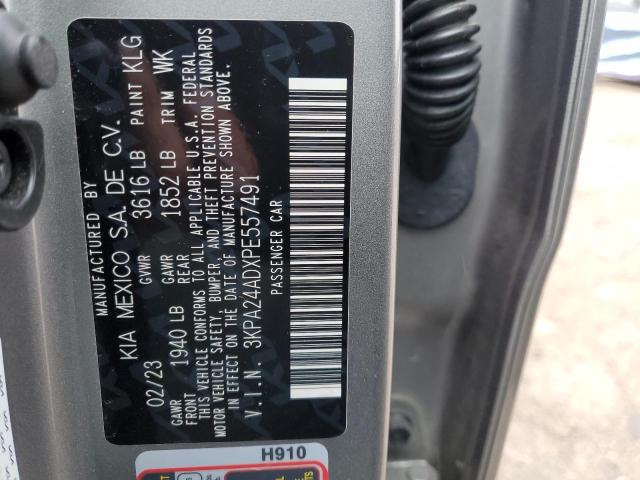 MANUFACTURED BY
KIA MEXICO S.A. DE C.V.
02/23 GVWR 3616 LB PAINT KLG
GAWR FRONT 1940 LB GAWR REAR 1852 LB TRIM WK
THIS VEHICLE CONFORMS TO ALL APPLICABLE U.S.A. FEDERAL
MOTOR VEHICLE SAFETY, BUMPER, AND THEFT PREVENTION STANDARDS
IN EFFECT ON THE DATE OF MANUFACTURE SHOWN ABOVE.
V.I.N. 3KPA24ADXPE557491
PASSENGER CAR
H910